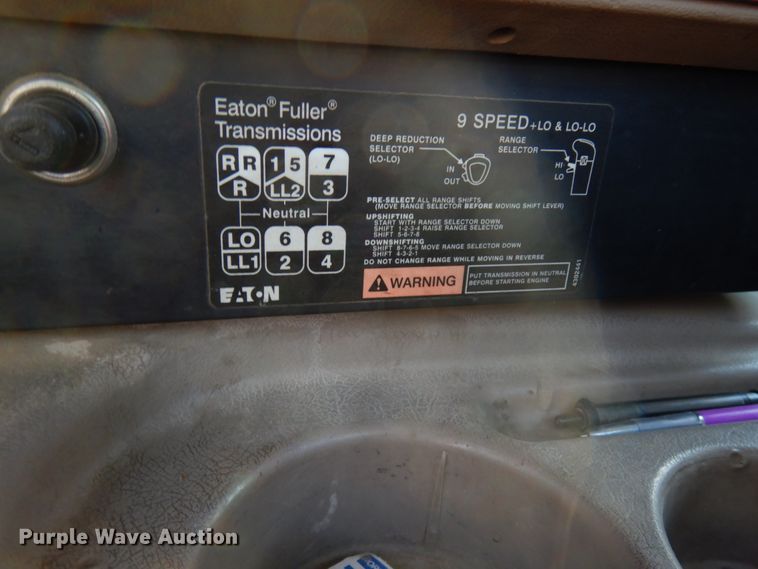 Eaton® Fuller®
Transmissions
9 SPEED +LO & LO-LO
DEEP REDUCTION
SELECTOR
(LO-LO)
IN
OUT
RANGE
SELECTOR
HI
LO
R R
R
1 5
LL2
7
3
Neutral
LO
LL1
6
2
8
4
PRE-SELECT ALL RANGE SHIFTS
(MOVE RANGE SELECTOR BEFORE MOVING SHIFT LEVER)
UPSHIFTING
START WITH RANGE SELECTOR DOWN
SHIFT 1-2-3-4 RAISE RANGE SELECTOR
SHIFT 5-6-7-8
DOWNSHIFTING
SHIFT 8-7-6-5 MOVE RANGE SELECTOR DOWN
SHIFT 4-3-2-1
DO NOT CHANGE RANGE WHILE MOVING IN REVERSE
WARNING
PUT TRANSMISSION IN NEUTRAL
BEFORE STARTING ENGINE
4302441
EATON
Purple Wave Auction